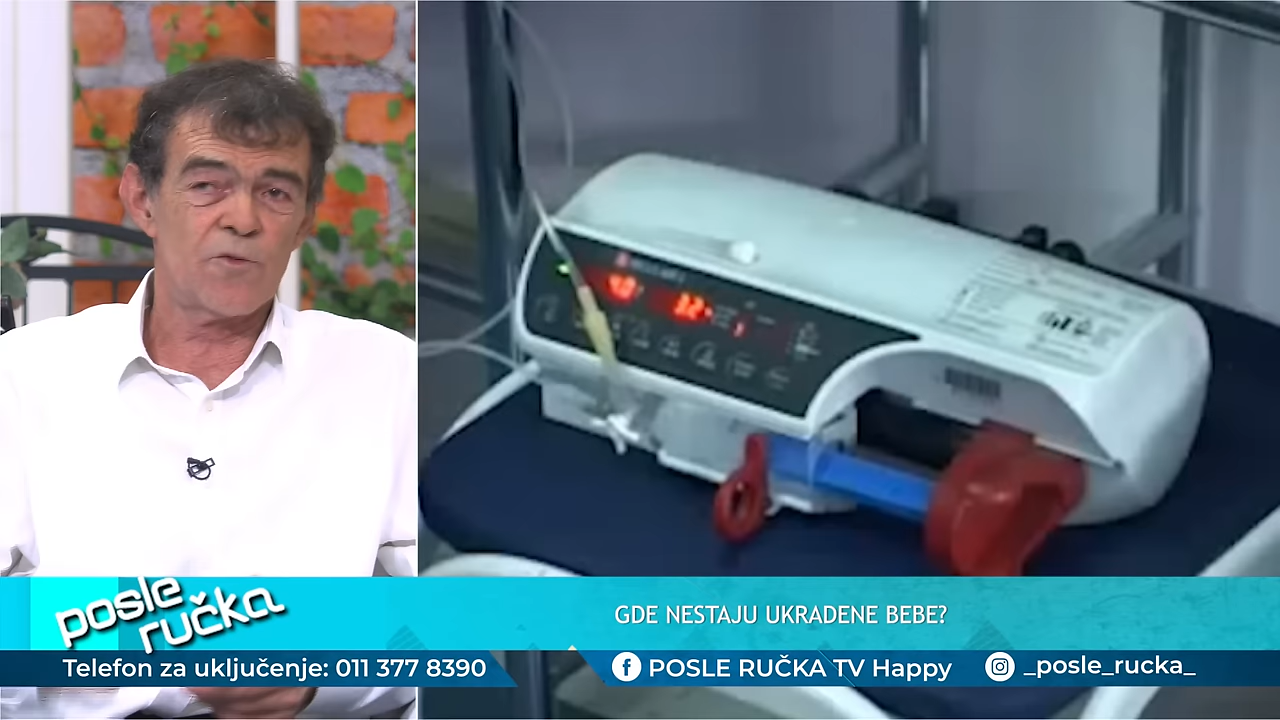 posle
ručka
GDE NESTAJU UKRADENE BEBE?
Telefon za uključenje: 011 377 8390
POSLE RUČKA TV Happy
_posle_rucka_